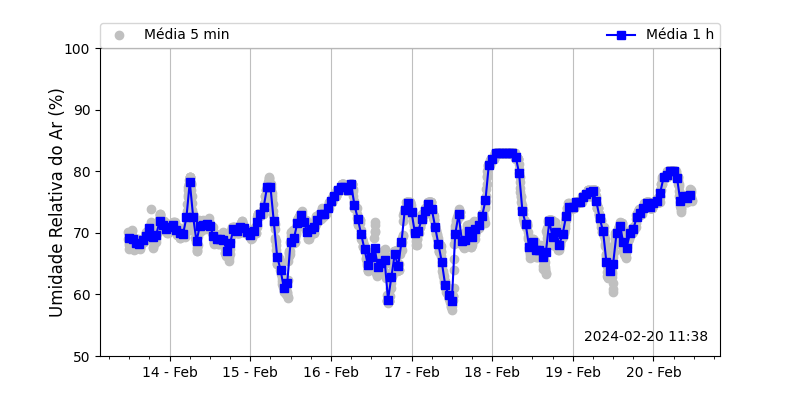 Média 5 min
Média 1 h
100
90
80
70
60
50
Umidade Relativa do Ar (%)
2024-02-20 11:38
14 - Feb
15 - Feb
16 - Feb
17 - Feb
18 - Feb
19 - Feb
20 - Feb